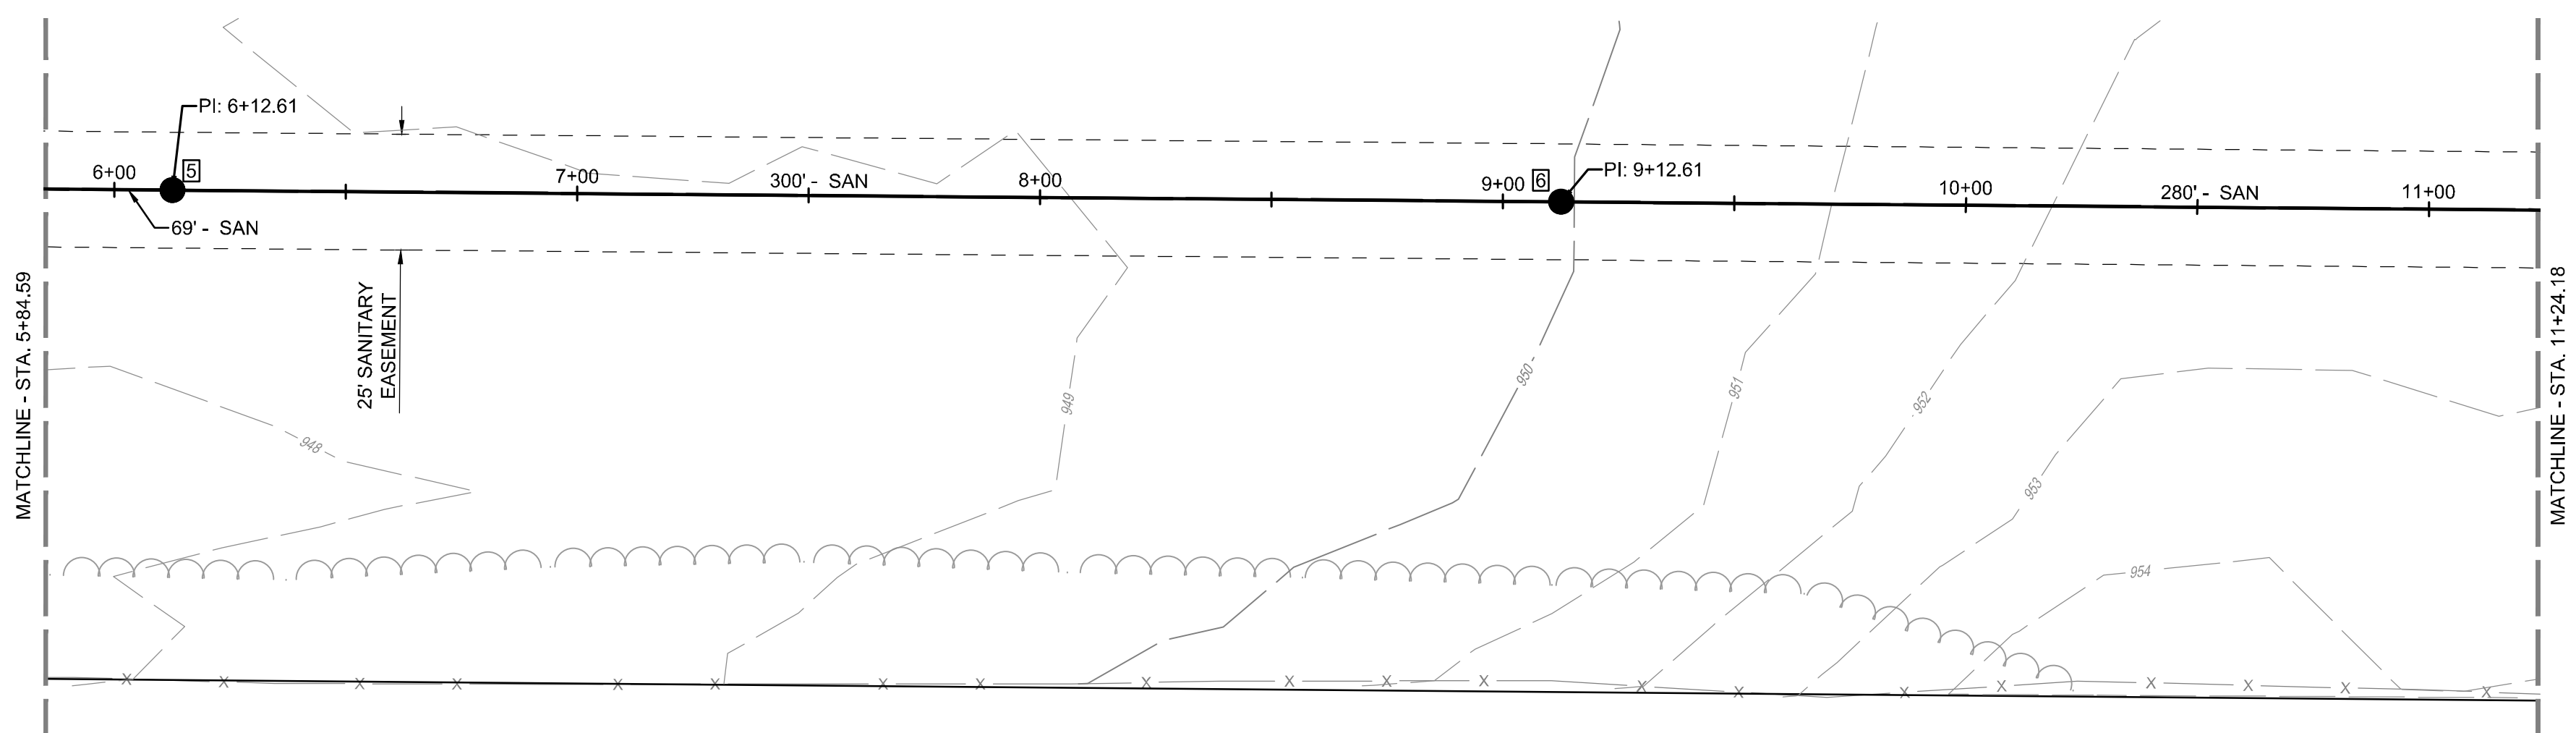 PI: 6+12.61
5
6+00
7+00
300' - SAN
8+00
9+00
6
PI: 9+12.61
10+00
280' - SAN
11+00
69' - SAN
25' SANITARY
EASEMENT
MATCHLINE - STA. 5+84.59
MATCHLINE - STA. 11+24.18
948
949
950
951
952
953
954
X X X X X X X X X X X X X X X X X X X X X X